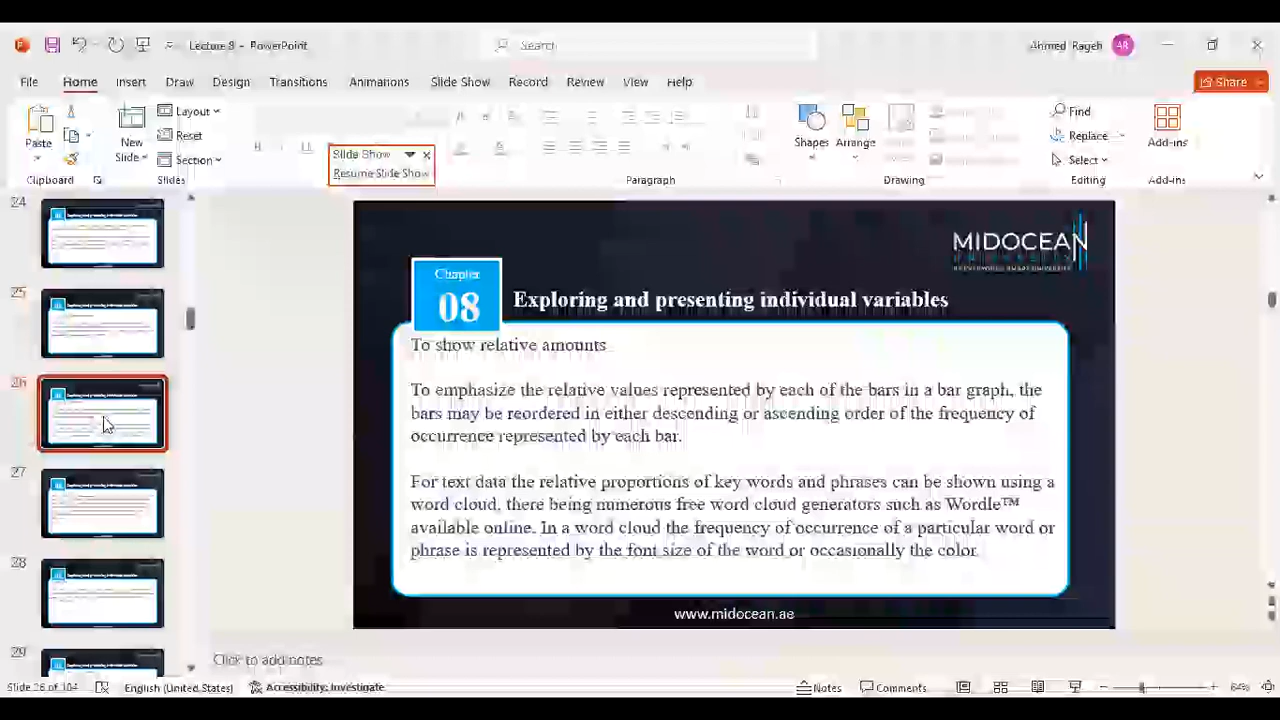 Lecture 8 - PowerPoint
Search
Ahmed Rageh
AR
File Home Insert Draw Design Transitions Animations Slide Show Record Review View Help
Share
Paste
New Slide
Layout
Reset
Section
Slide Show
Resume Slide Show
Shapes
Arrange
Find
Replace
Select
Add-ins
Clipboard
Slides
Paragraph
Drawing
Editing
Add-ins
24
25
26
27
28
29
MIDOCEAN
Chapter
08
Exploring and presenting individual variables
To show relative amounts
To emphasize the relative values represented by each of the bars in a bar graph, the
bars may be reordered in either descending or ascending order of the frequency of
occurrence represented by each bar.
For text data the relative proportions of key words and phrases can be shown using a
word cloud, there being numerous free word cloud generators such as Wordle™
available online. In a word cloud the frequency of occurrence of a particular word or
phrase is represented by the font size of the word or occasionally the color
www.midocean.ae
Click to add notes
Slide 26 of 104
English (United States)
Accessibility: Investigate
Notes
Comments
64%